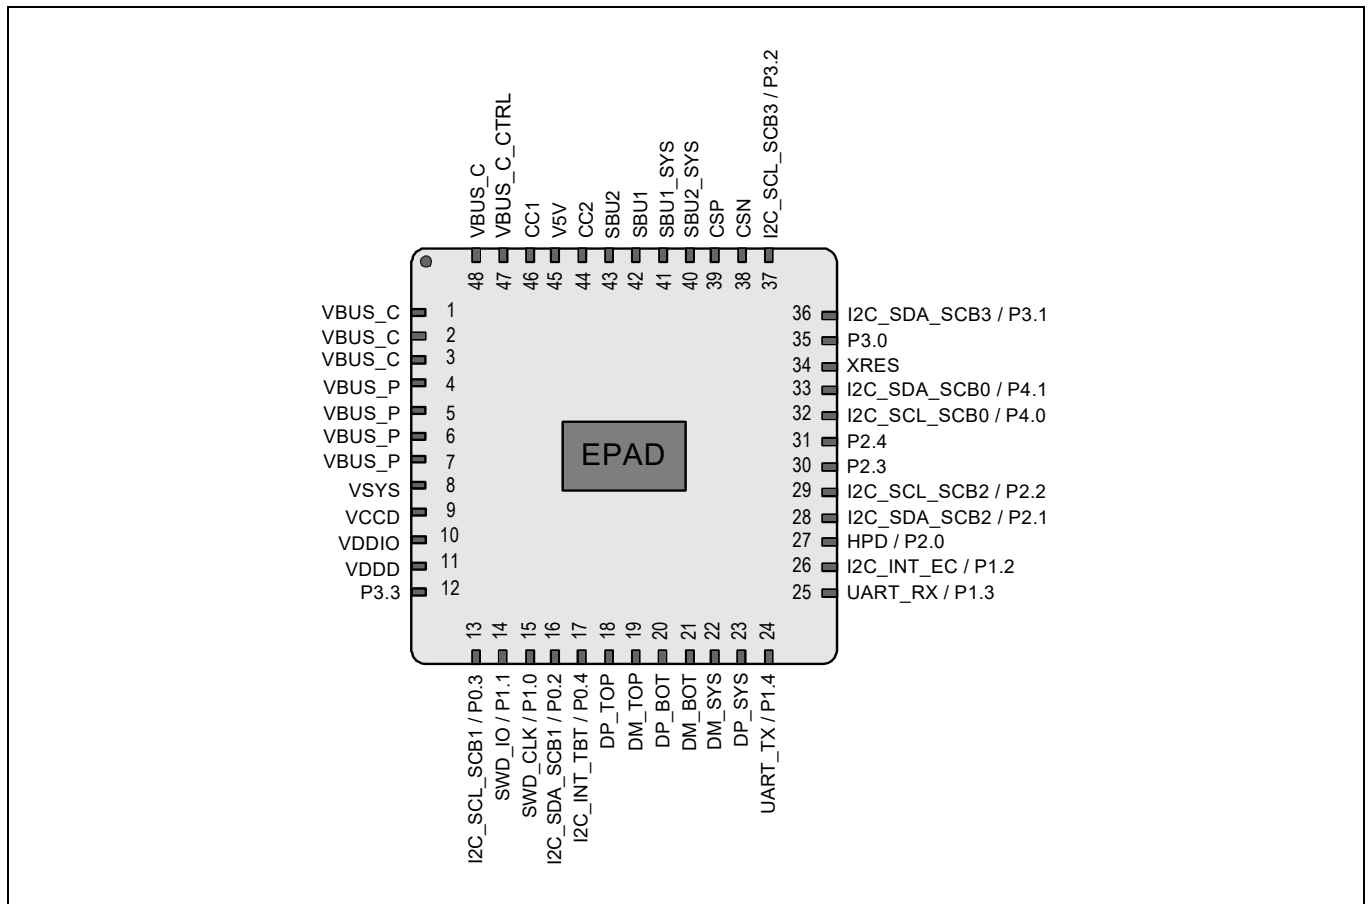 VBUS_C
VBUS_C_CTRL
CC1
V5V
CC2
SBU2
SBU1
SBU1_SYS
SBU2_SYS
CSP
CSN
I2C_SCL_SCB3 / P3.2
48
47
46
45
44
43
42
41
40
39
38
37
VBUS_C 1
VBUS_C 2
VBUS_C 3
VBUS_P 4
VBUS_P 5
VBUS_P 6
VBUS_P 7
VSYS 8
VCCD 9
VDDIO 10
VDDD 11
P3.3 12
EPAD
36 I2C_SDA_SCB3 / P3.1
35 P3.0
34 XRES
33 I2C_SDA_SCB0 / P4.1
32 I2C_SCL_SCB0 / P4.0
31 P2.4
30 P2.3
29 I2C_SCL_SCB2 / P2.2
28 I2C_SDA_SCB2 / P2.1
27 HPD / P2.0
26 I2C_INT_EC / P1.2
25 UART_RX / P1.3
13
14
15
16
17
18
19
20
21
22
23
24
I2C_SCL_SCB1 / P0.3
SWD_IO / P1.1
SWD_CLK / P1.0
I2C_SDA_SCB1 / P0.2
I2C_INT_TBT / P0.4
DP_TOP
DM_TOP
DP_BOT
DM_BOT
DM_SYS
DP_SYS
UART_TX / P1.4